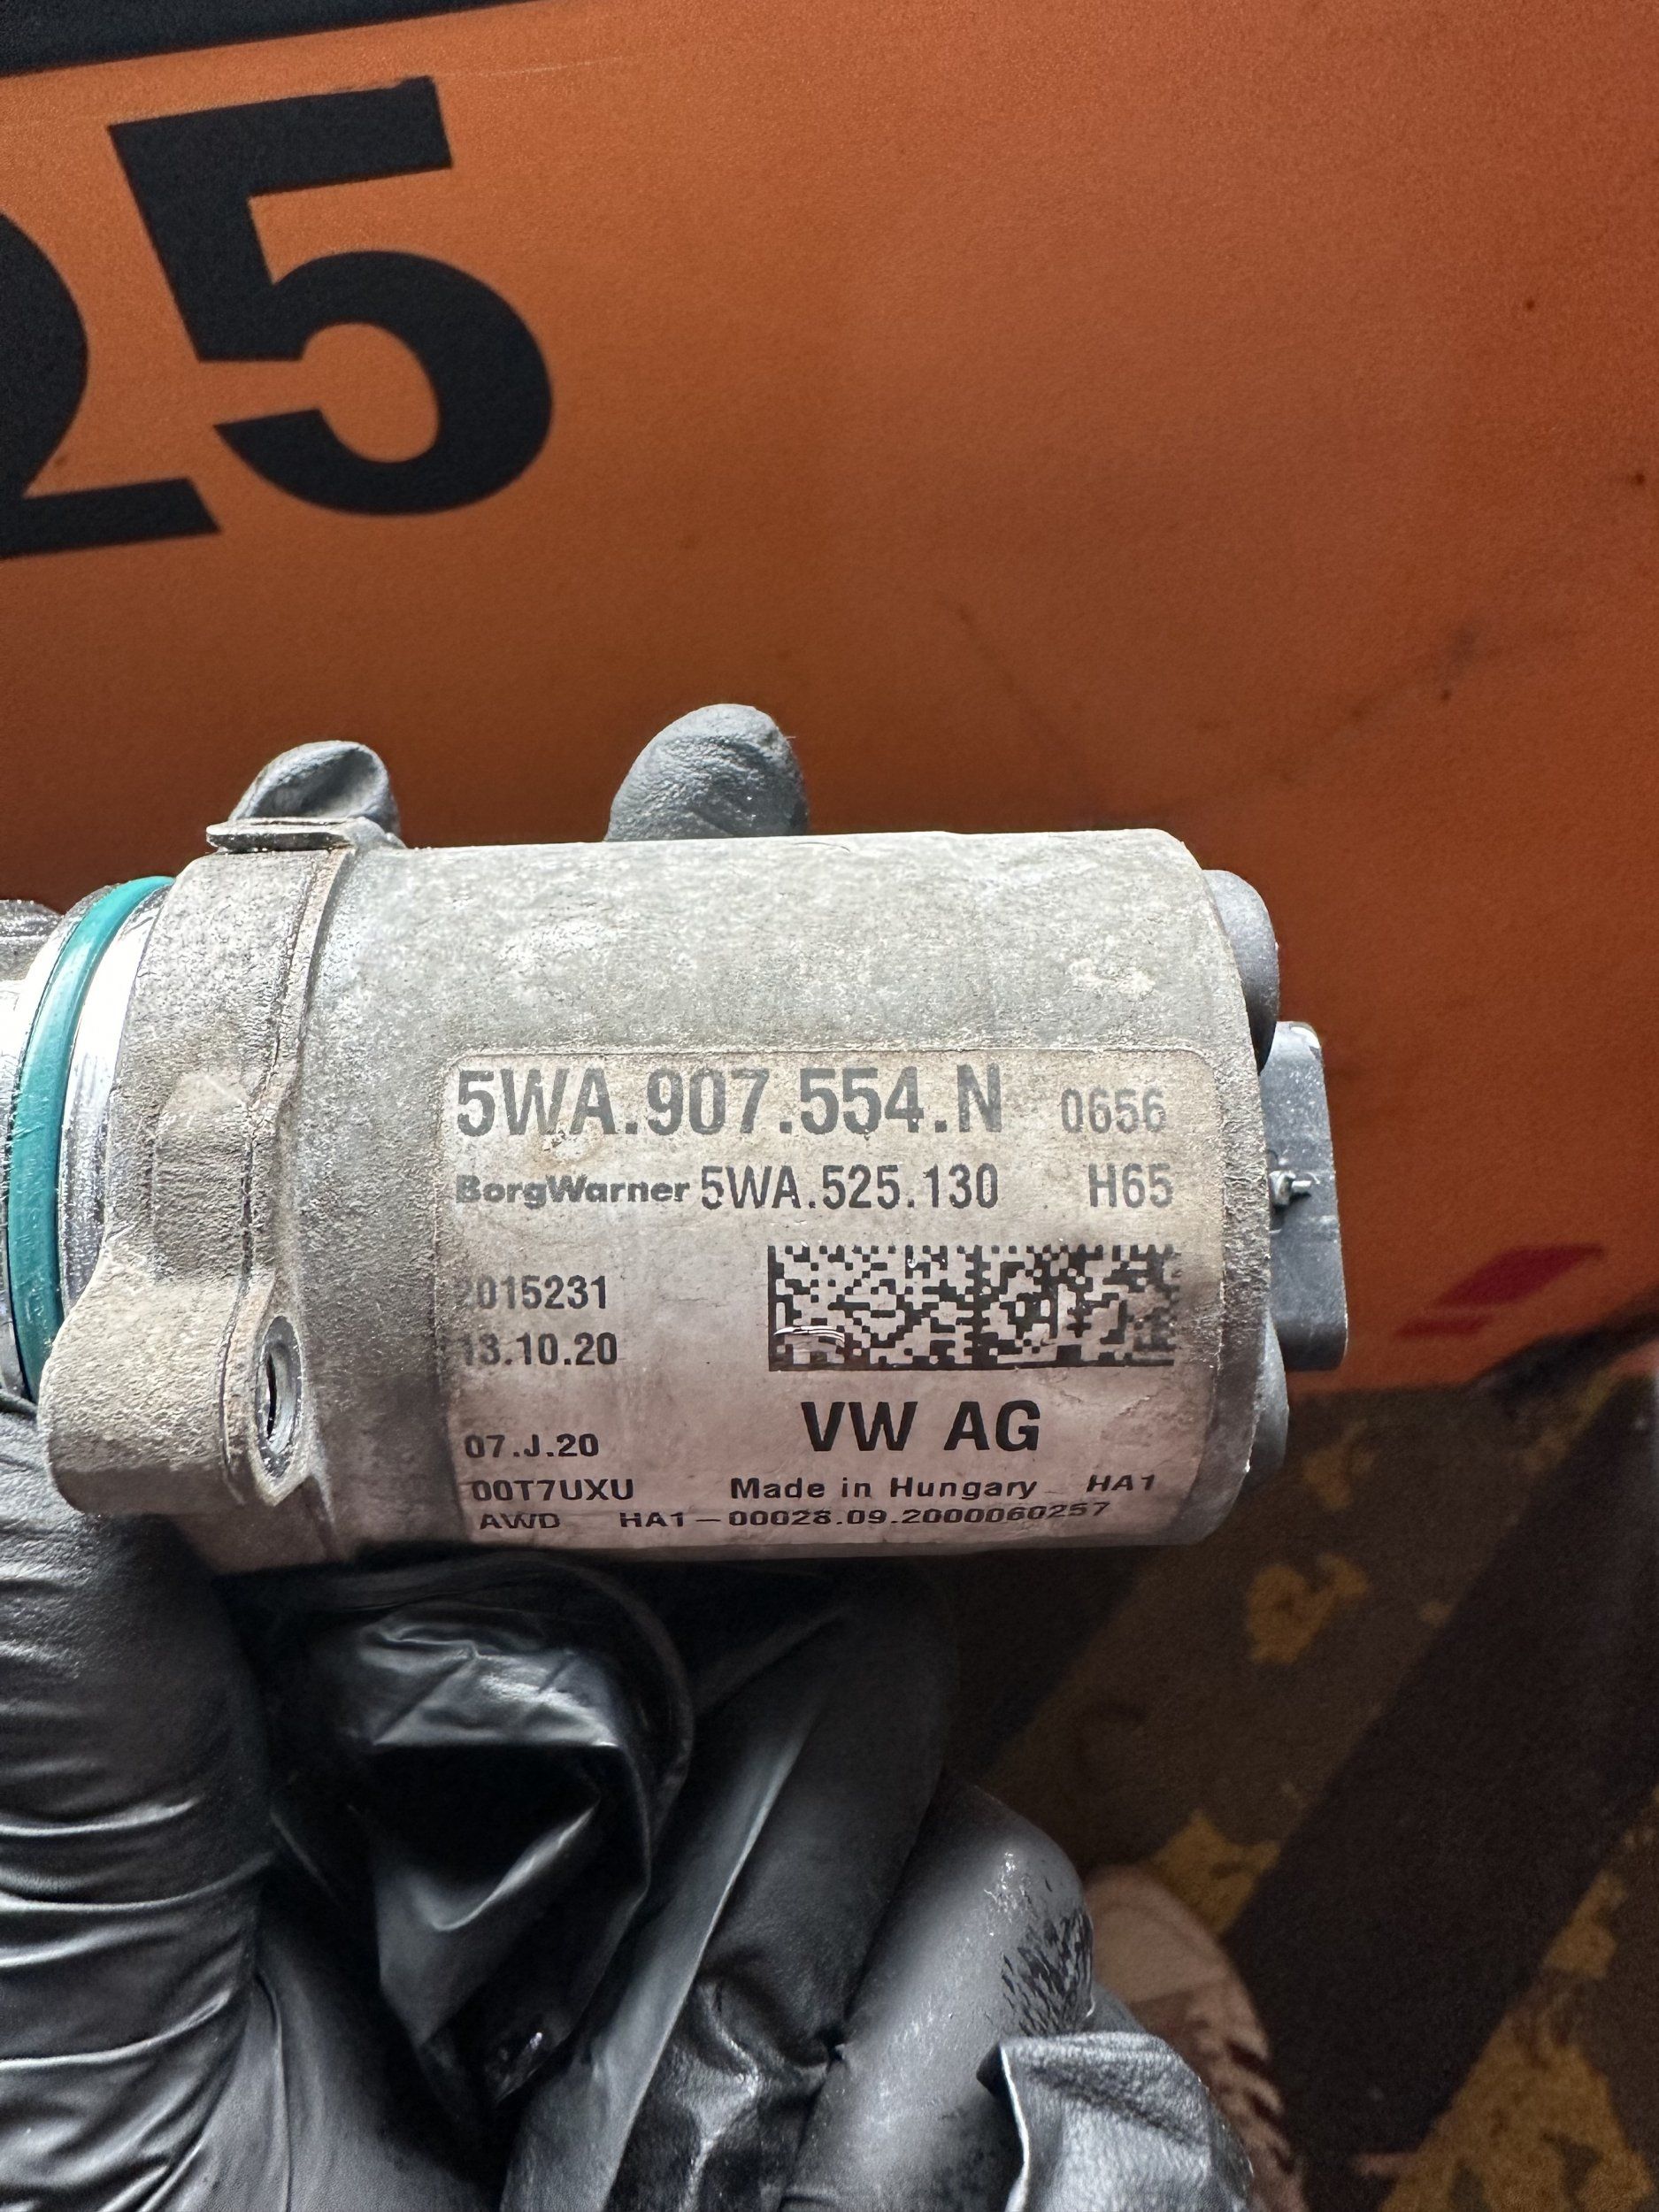 25
5WA.907.554.N 0656
BorgWarner 5WA.525.130 H65
2015231
13.10.20
07.J.20
VW AG
00T7UXU Made in Hungary HA1
AWD HA1-00028.09.2000060257